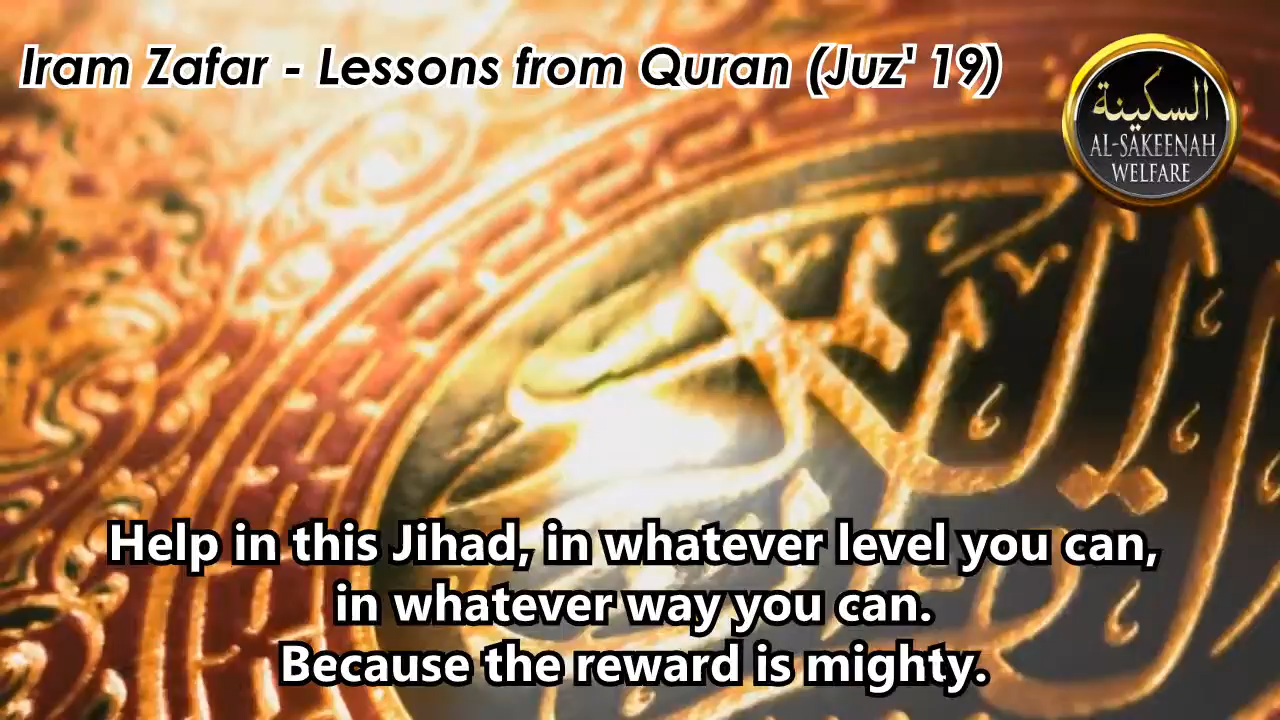 Iram Zafar - Lessons from Quran (Juz' 19)
السكينة
AL-SAKEENAH
WELFARE
Help in this Jihad, in whatever level you can,
in whatever way you can.
Because the reward is mighty.